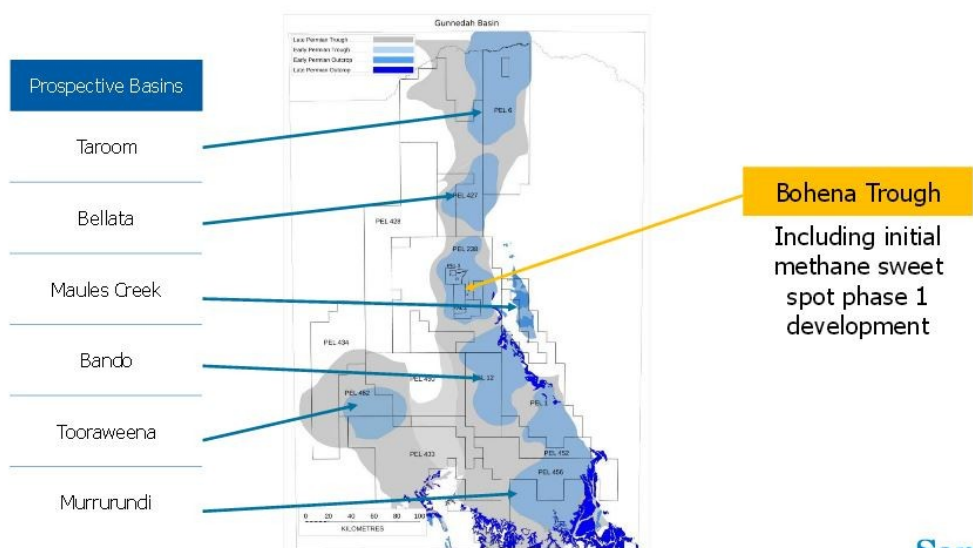 Gunnedah Basin
Late Permian Trough
Early Permian Trough
Early Permian Outcrop
Late Permian Outcrop
Prospective Basins
Taroom
Bellata
Maules Creek
Bando
Tooraweena
Murrurundi
PEL 6
PEL 427
PEL 428
PEL 238
PEL 434
PEL 462
PEL 1
PEL 433
PEL 452
PEL 456
0 20 40 60 80 100
KILOMETRES
Bohena Trough
Including initial
methane sweet
spot phase 1
development